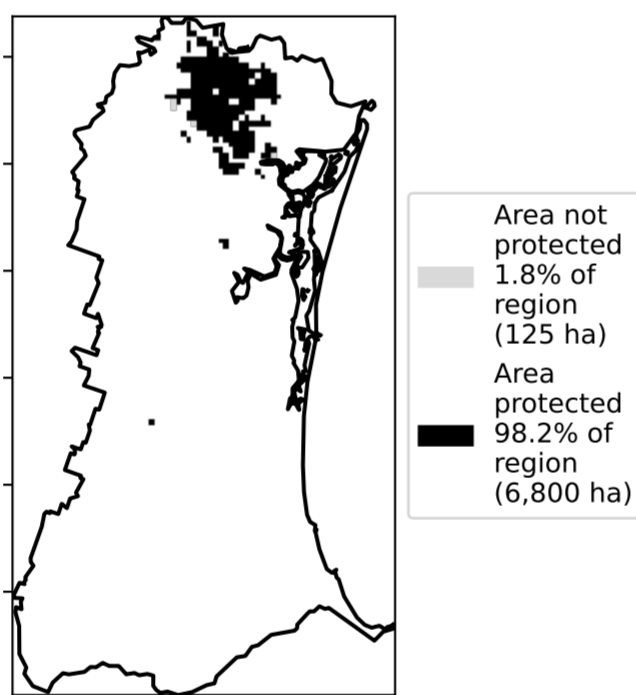 Area not
protected
1.8% of
region
(125 ha)
Area
protected
98.2% of
region
(6,800 ha)